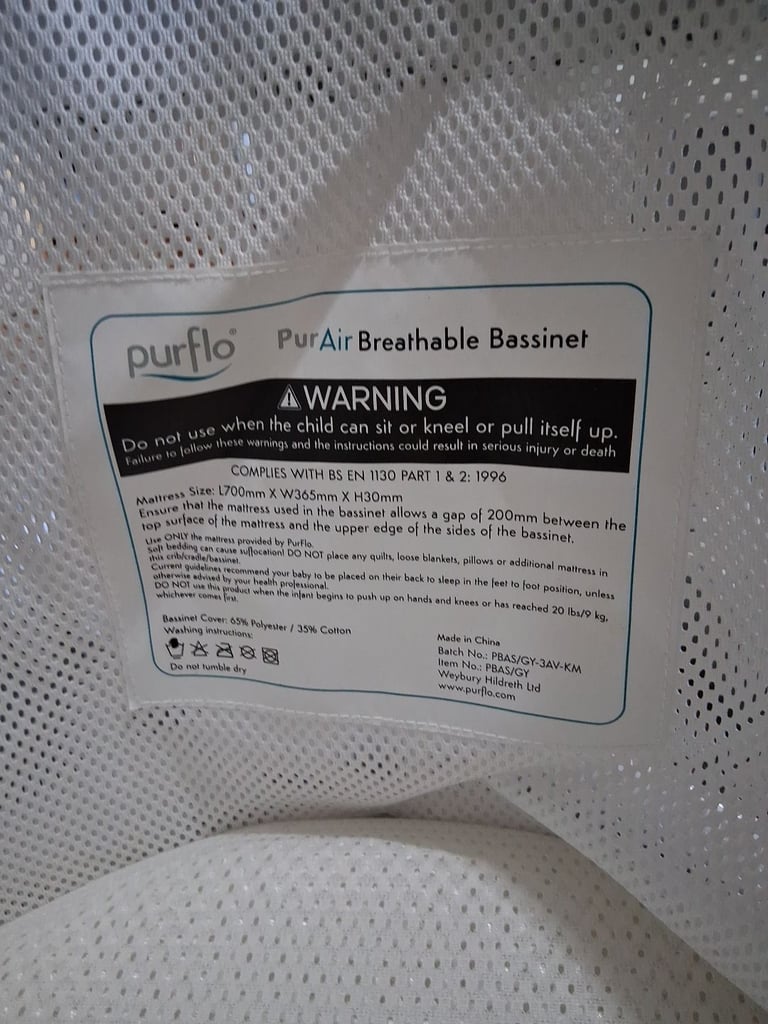 purflo®
PurAir Breathable Bassinet
WARNING
Do not use when the child can sit or kneel or pull itself up.
Failure to follow these warnings and the instructions could result in serious injury or death
COMPLIES WITH BS EN 1130 PART 1 & 2: 1996
Mattress Size: L700mm X W365mm X H30mm
Ensure that the mattress used in the bassinet allows a gap of 200mm between the
top surface of the mattress and the upper edge of the sides of the bassinet.
Use ONLY the mattress provided by PurFlo.
Soft bedding can cause suffocation! DO NOT place any quilts, loose blankets, pillows or additional mattress in
this crib/cradle/bassinet.
Current guidelines recommend your baby to be placed on their back to sleep in the feet to foot position, unless
otherwise advised by your health professional.
DO NOT use this product when the infant begins to push up on hands and knees or has reached 20 lbs/9 kg,
whichever comes first.
Bassinet Cover: 65% Polyester / 35% Cotton
Washing instructions:
Do not tumble dry
Made in China
Batch No.: PBAS/GY-3AV-KM
Item No.: PBAS/GY
Weybury Hildreth Ltd
www.purflo.com